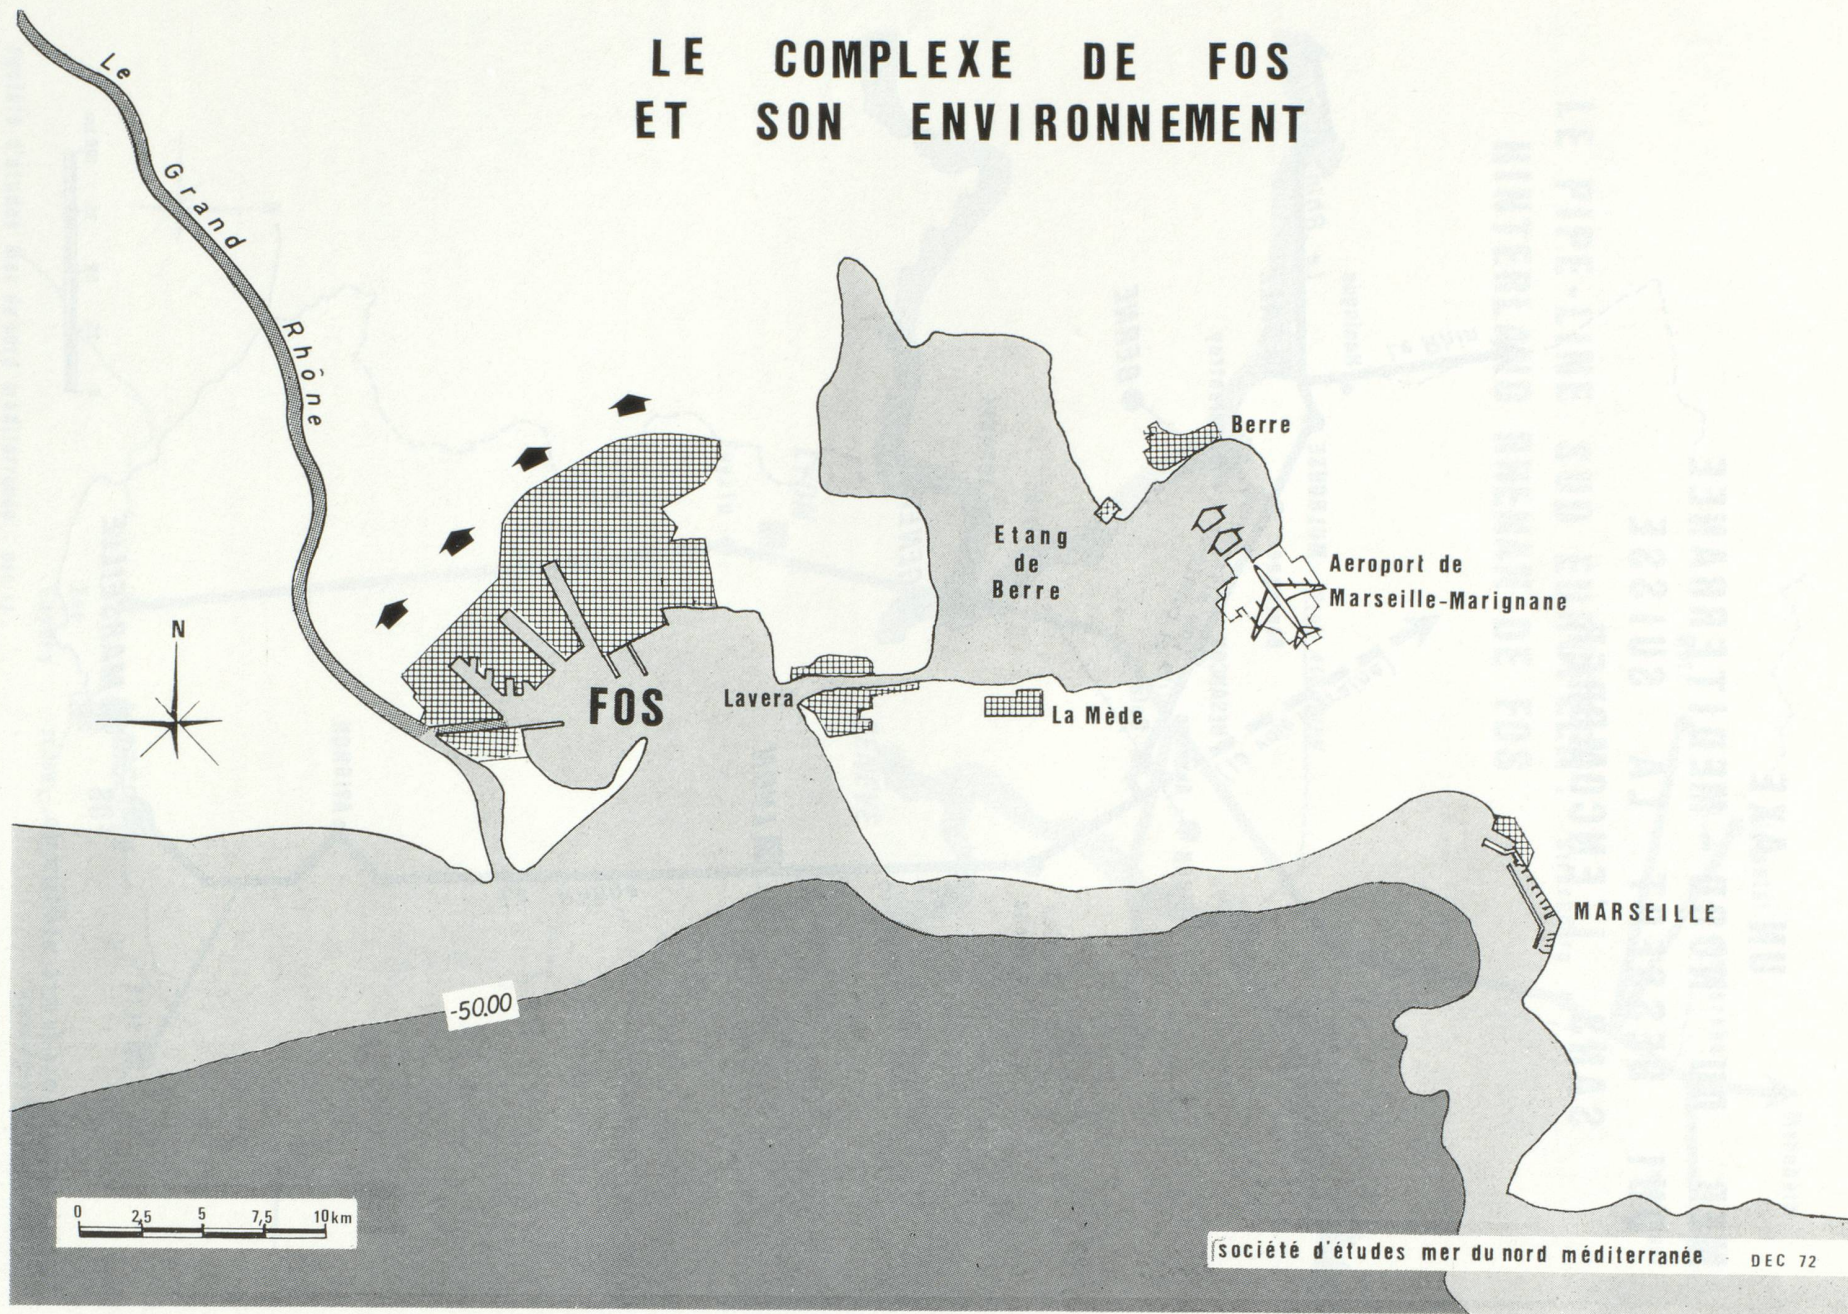 LE COMPLEXE DE FOS
ET SON ENVIRONNEMENT
Le Grand Rhône
Berre
Etang
de
Berre
Aeroport de
Marseille-Marignane
N
FOS
Lavera
La Mède
MARSEILLE
-50.00
0 2,5 5 7,5 10 km
société d'études mer du nord méditerranée DEC 72